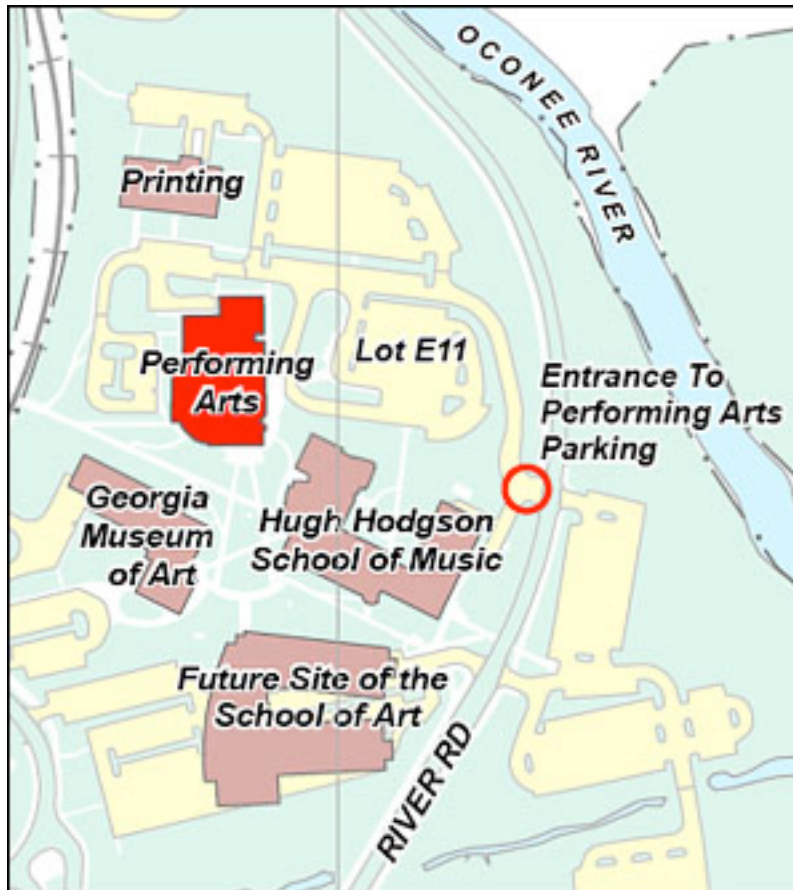 OCONEE RIVER
Printing
Performing
Arts
Lot E11
Entrance To
Performing Arts
Parking
Georgia
Museum
of Art
Hugh Hodgson
School of Music
Future Site of the
School of Art
RIVER RD